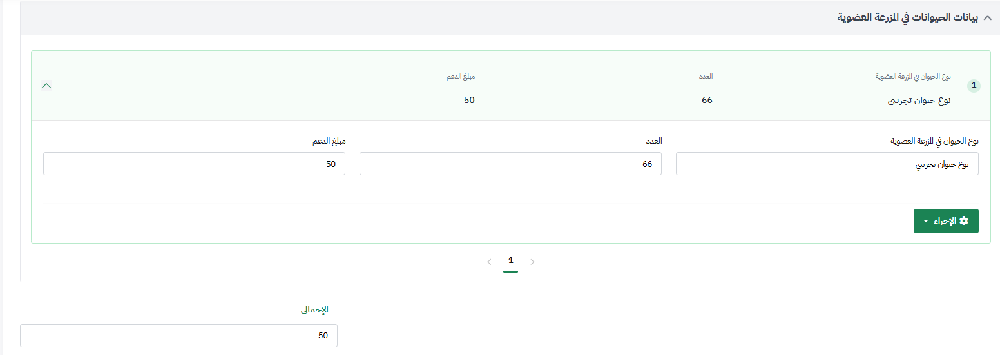 بيانات الحيوانات في المزرعة العضوية
1
نوع الحيوان في المزرعة العضوية العدد مبلغ الدعم
نوع حيوان تجريبي 66 50
نوع الحيوان في المزرعة العضوية العدد مبلغ الدعم
نوع حيوان تجريبي 66 50
الإجراء
1
الإجمالي
50